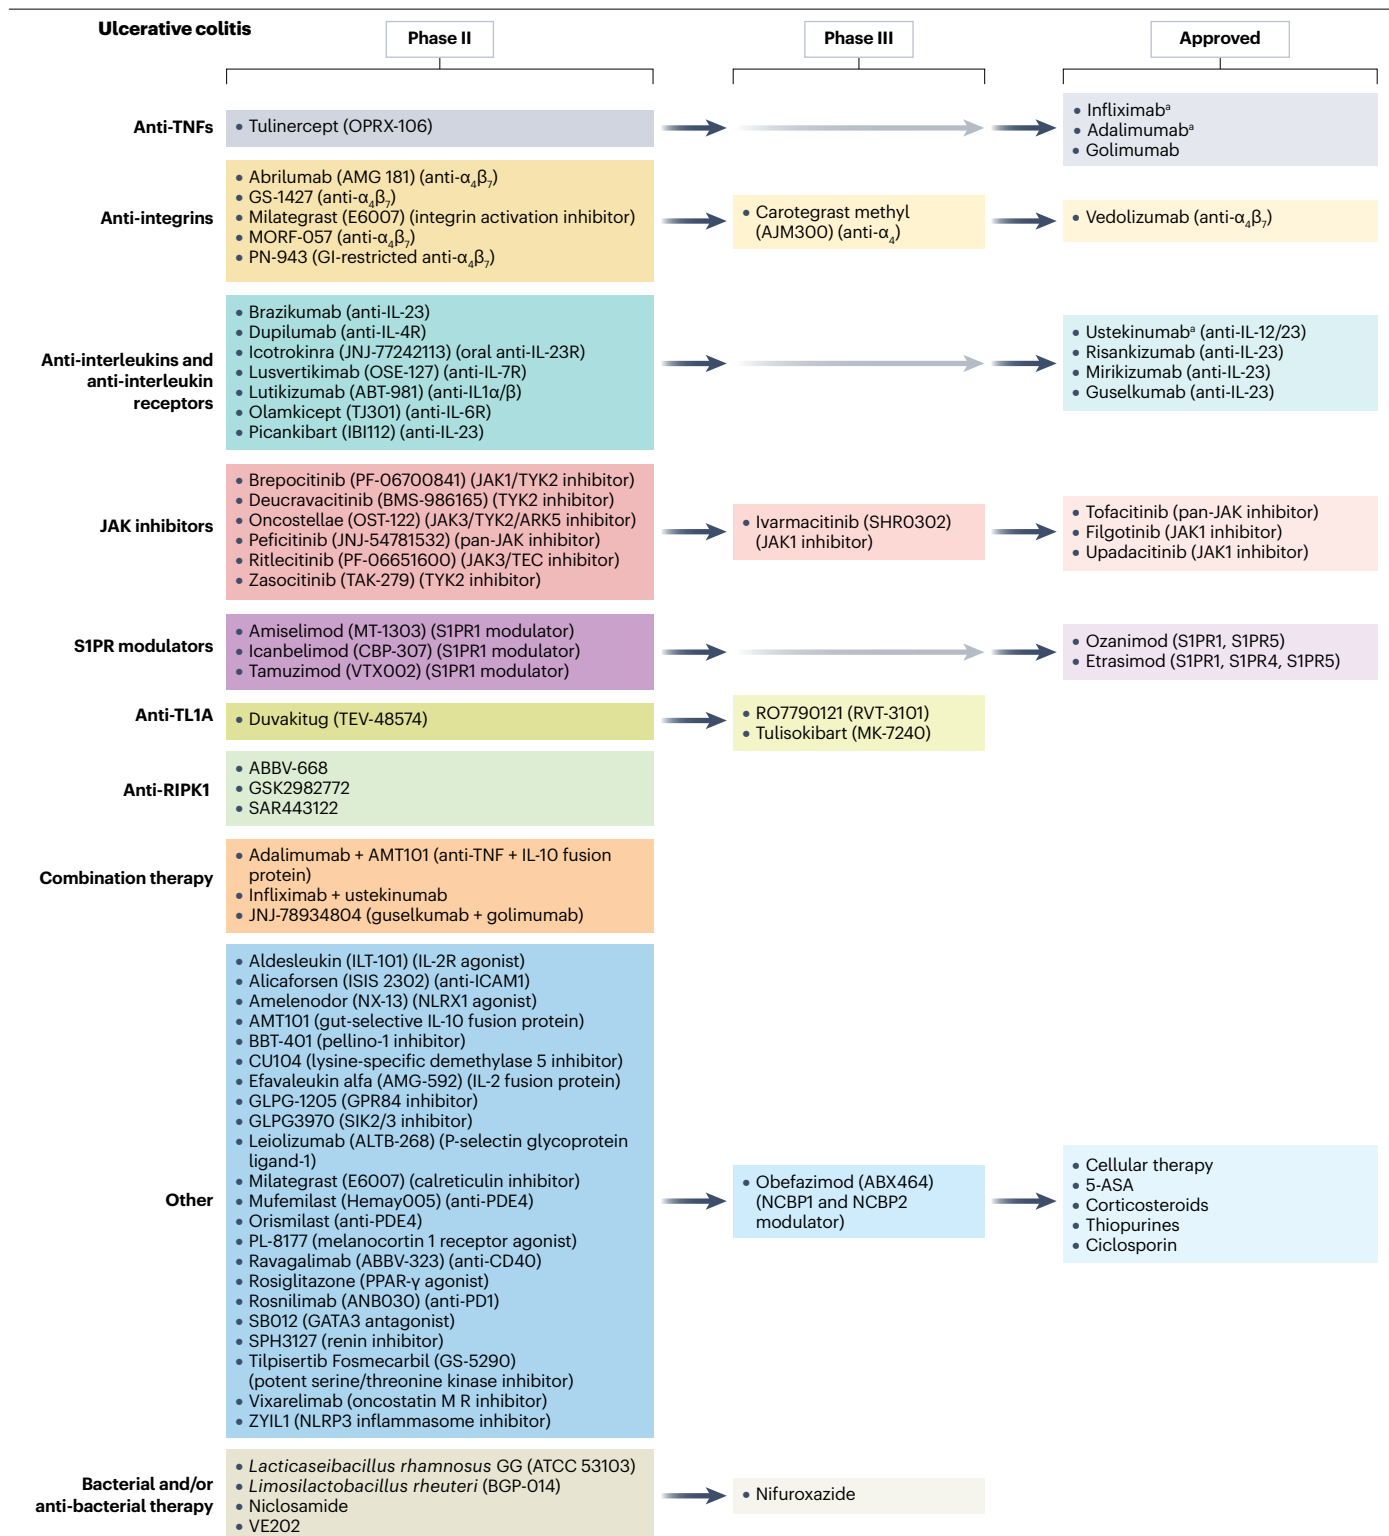 Ulcerative colitis
Phase II
Phase III
Approved
Anti-TNFs
• Tulinercept (OPRX-106)
• Infliximabᵃ
• Adalimumabᵃ
• Golimumab
Anti-integrins
• Abrilumab (AMG 181) (anti-α₄β₇)
• GS-1427 (anti-α₄β₇)
• Milategrast (E6007) (integrin activation inhibitor)
• MORF-057 (anti-α₄β₇)
• PN-943 (GI-restricted anti-α₄β₇)
• Carotegrast methyl
(AJM300) (anti-α₄)
• Vedolizumab (anti-α₄β₇)
Anti-interleukins and
anti-interleukin
receptors
• Brazikumab (anti-IL-23)
• Dupilumab (anti-IL-4R)
• Icotrokinra (JNJ-77242113) (oral anti-IL-23R)
• Lusvertikimab (OSE-127) (anti-IL-7R)
• Lutikizumab (ABT-981) (anti-IL1α/β)
• Olamkicept (TJ301) (anti-IL-6R)
• Picankibart (IBI112) (anti-IL-23)
• Ustekinumabᵃ (anti-IL-12/23)
• Risankizumab (anti-IL-23)
• Mirikizumab (anti-IL-23)
• Guselkumab (anti-IL-23)
JAK inhibitors
• Brepocitinib (PF-06700841) (JAK1/TYK2 inhibitor)
• Deucravacitinib (BMS-986165) (TYK2 inhibitor)
• Oncostellae (OST-122) (JAK3/TYK2/ARK5 inhibitor)
• Peficitinib (JNJ-54781532) (pan-JAK inhibitor)
• Ritlecitinib (PF-06651600) (JAK3/TEC inhibitor)
• Zasocitinib (TAK-279) (TYK2 inhibitor)
• Ivarmacitinib (SHR0302)
(JAK1 inhibitor)
• Tofacitinib (pan-JAK inhibitor)
• Filgotinib (JAK1 inhibitor)
• Upadacitinib (JAK1 inhibitor)
S1PR modulators
• Amiselimod (MT-1303) (S1PR1 modulator)
• Icanbelimod (CBP-307) (S1PR1 modulator)
• Tamuzimod (VTX002) (S1PR1 modulator)
• Ozanimod (S1PR1, S1PR5)
• Etrasimod (S1PR1, S1PR4, S1PR5)
Anti-TL1A
• Duvakitug (TEV-48574)
• RO7790121 (RVT-3101)
• Tulisokibart (MK-7240)
Anti-RIPK1
• ABBV-668
• GSK2982772
• SAR443122
Combination therapy
• Adalimumab + AMT101 (anti-TNF + IL-10 fusion
protein)
• Infliximab + ustekinumab
• JNJ-78934804 (guselkumab + golimumab)
Other
• Aldesleukin (ILT-101) (IL-2R agonist)
• Alicaforsen (ISIS 2302) (anti-ICAM1)
• Amelenodor (NX-13) (NLRX1 agonist)
• AMT101 (gut-selective IL-10 fusion protein)
• BBT-401 (pellino-1 inhibitor)
• CU104 (lysine-specific demethylase 5 inhibitor)
• Efavaleukin alfa (AMG-592) (IL-2 fusion protein)
• GLPG-1205 (GPR84 inhibitor)
• GLPG3970 (SIK2/3 inhibitor)
• Leiolizumab (ALTB-268) (P-selectin glycoprotein
ligand-1)
• Milategrast (E6007) (calreticulin inhibitor)
• Mufemilast (Hemay005) (anti-PDE4)
• Orismilast (anti-PDE4)
• PL-8177 (melanocortin 1 receptor agonist)
• Ravagalimab (ABBV-323) (anti-CD40)
• Rosiglitazone (PPAR-γ agonist)
• Rosnilimab (ANB030) (anti-PD1)
• SB012 (GATA3 antagonist)
• SPH3127 (renin inhibitor)
• Tilpisertib Fosmecarbil (GS-5290)
(potent serine/threonine kinase inhibitor)
• Vixarelimab (oncostatin M R inhibitor)
• ZYIL1 (NLRP3 inflammasome inhibitor)
• Obefazimod (ABX464)
(NCBP1 and NCBP2
modulator)
• Cellular therapy
• 5-ASA
• Corticosteroids
• Thiopurines
• Ciclosporin
Bacterial and/or
anti-bacterial therapy
• Lacticaseibacillus rhamnosus GG (ATCC 53103)
• Limosilactobacillus rheuteri (BGP-014)
• Niclosamide
• VE202
• Nifuroxazide